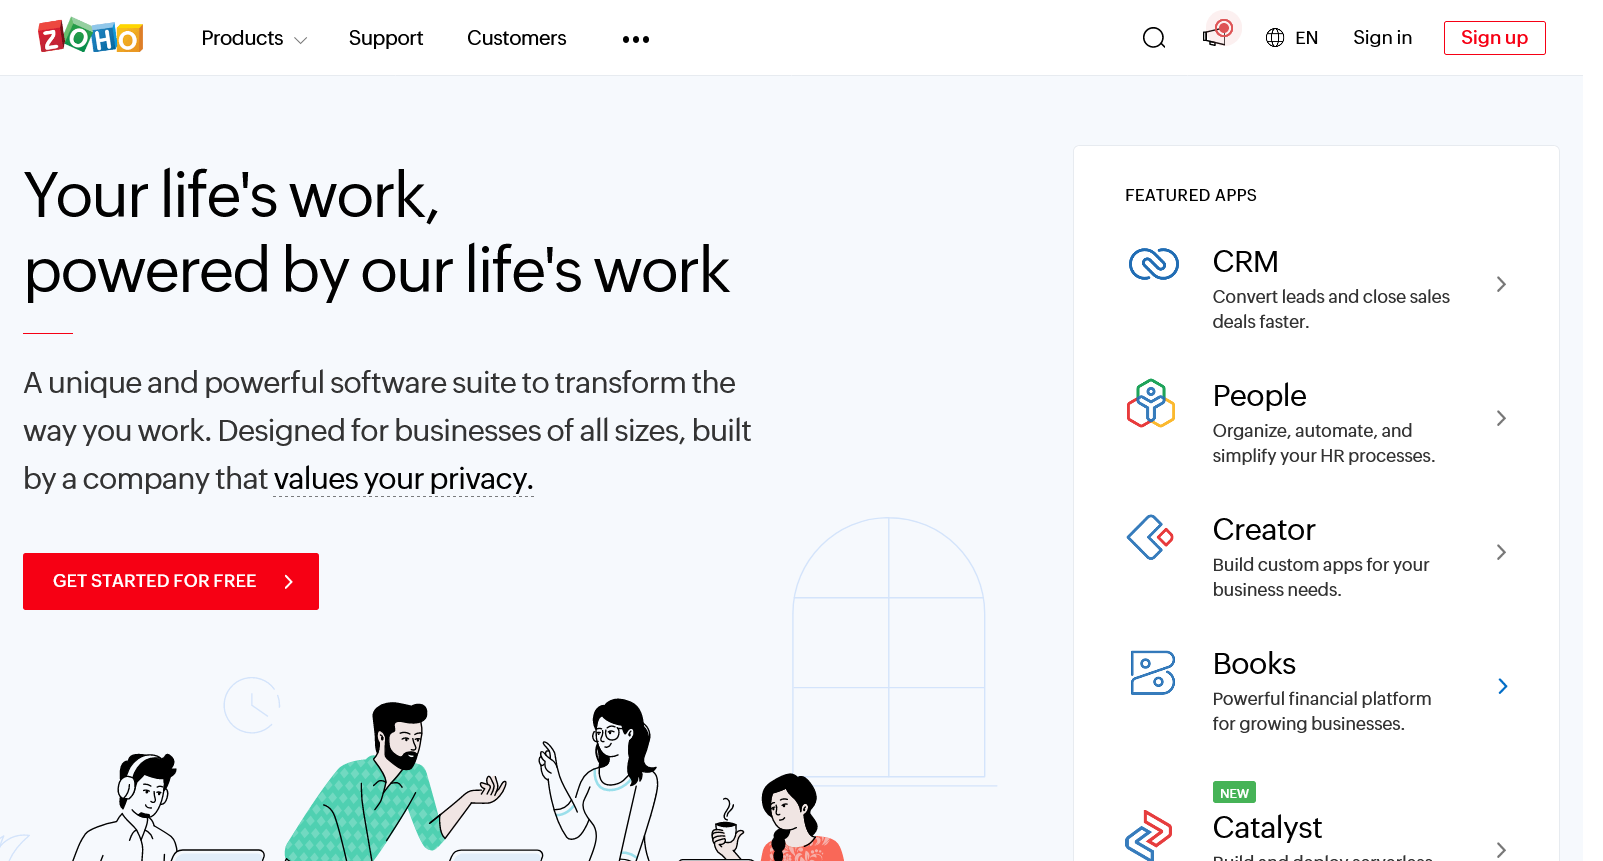 ZOHO
Products
Support
Customers
EN
Sign in
Sign up
Your life's work,
powered by our life's work
A unique and powerful software suite to transform the
way you work. Designed for businesses of all sizes, built
by a company that values your privacy.
GET STARTED FOR FREE
FEATURED APPS
CRM
Convert leads and close sales
deals faster.
People
Organize, automate, and
simplify your HR processes.
Creator
Build custom apps for your
business needs.
Books
Powerful financial platform
for growing businesses.
NEW
Catalyst
Build and deploy serverless